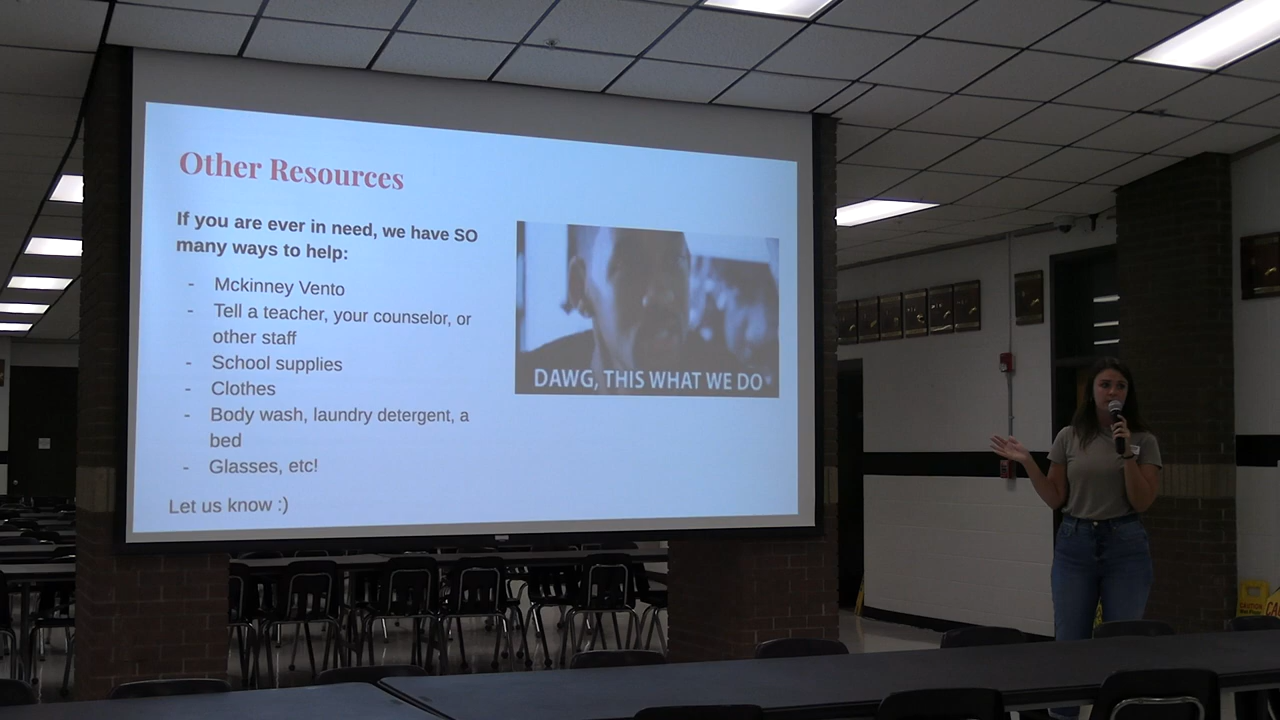 Other Resources
If you are ever in need, we have SO
many ways to help:
- Mckinney Vento
- Tell a teacher, your counselor, or
other staff
- School supplies
- Clothes
- Body wash, laundry detergent, a
bed
- Glasses, etc!
Let us know :)
DAWG, THIS WHAT WE DO
CAUTION